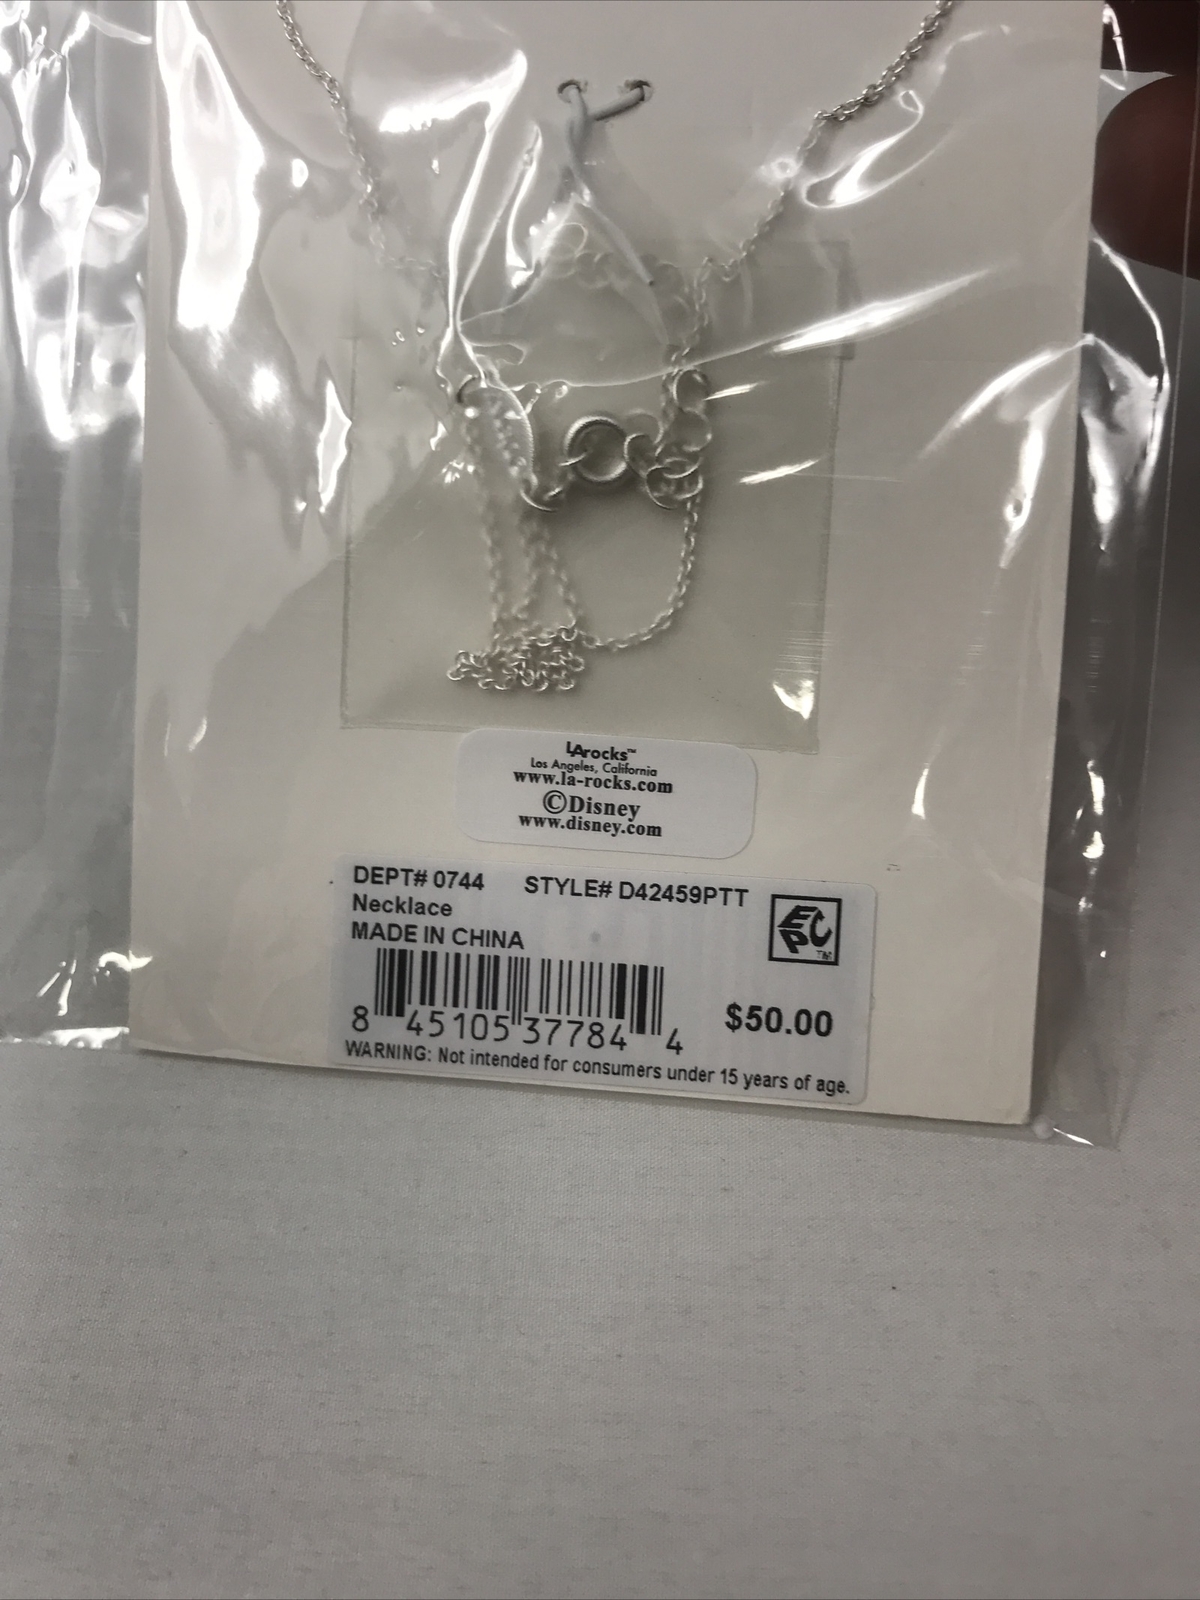 LArocks™
Los Angeles, California
www.la-rocks.com
©Disney
www.disney.com
DEPT# 0744 STYLE# D42459PTT
Necklace
MADE IN CHINA
ECP™
$50.00
8 45105 37784 4
WARNING: Not intended for consumers under 15 years of age.